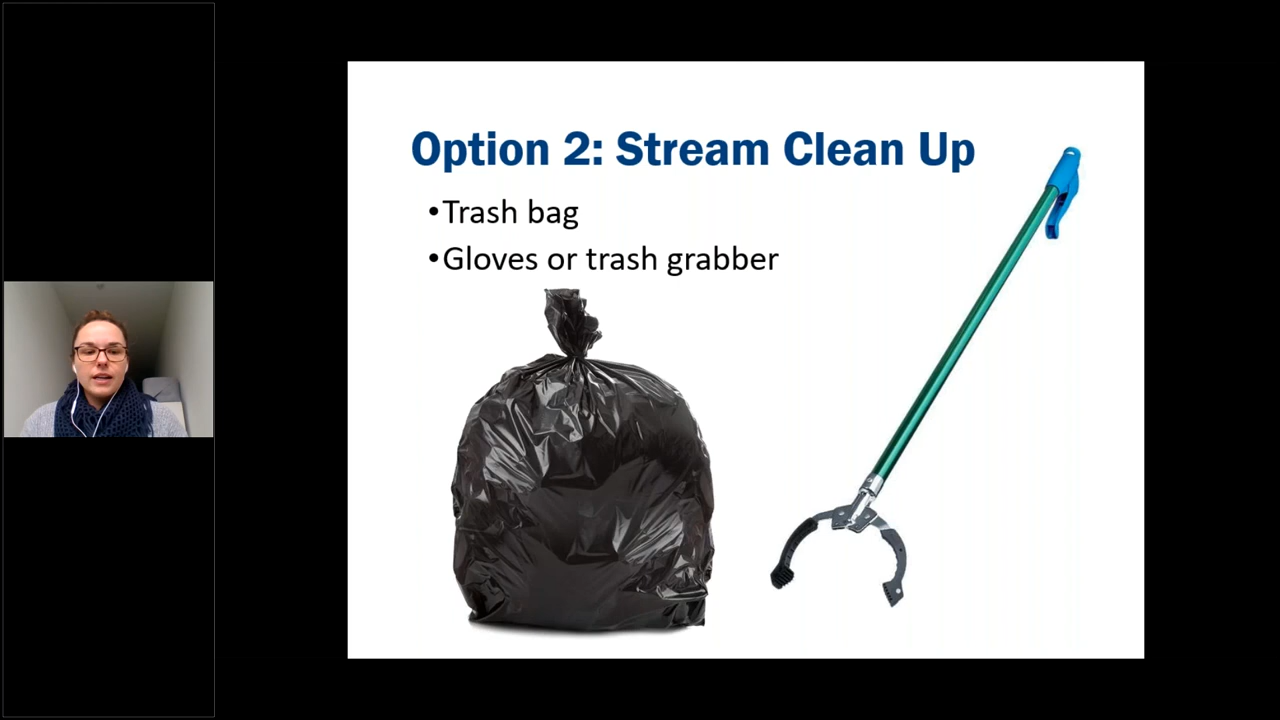 Option 2: Stream Clean Up
•Trash bag
•Gloves or trash grabber